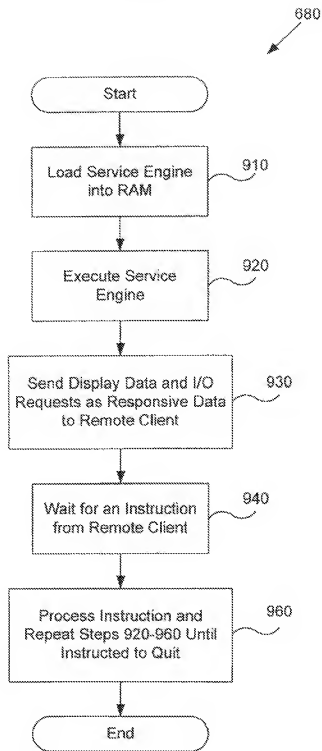 680
Start
Load Service Engine
into RAM
910
Execute Service
Engine
920
Send Display Data and I/O
Requests as Responsive Data
to Remote Client
930
Wait for an Instruction
from Remote Client
940
Process Instruction and
Repeat Steps 920-960 Until
Instructed to Quit
960
End